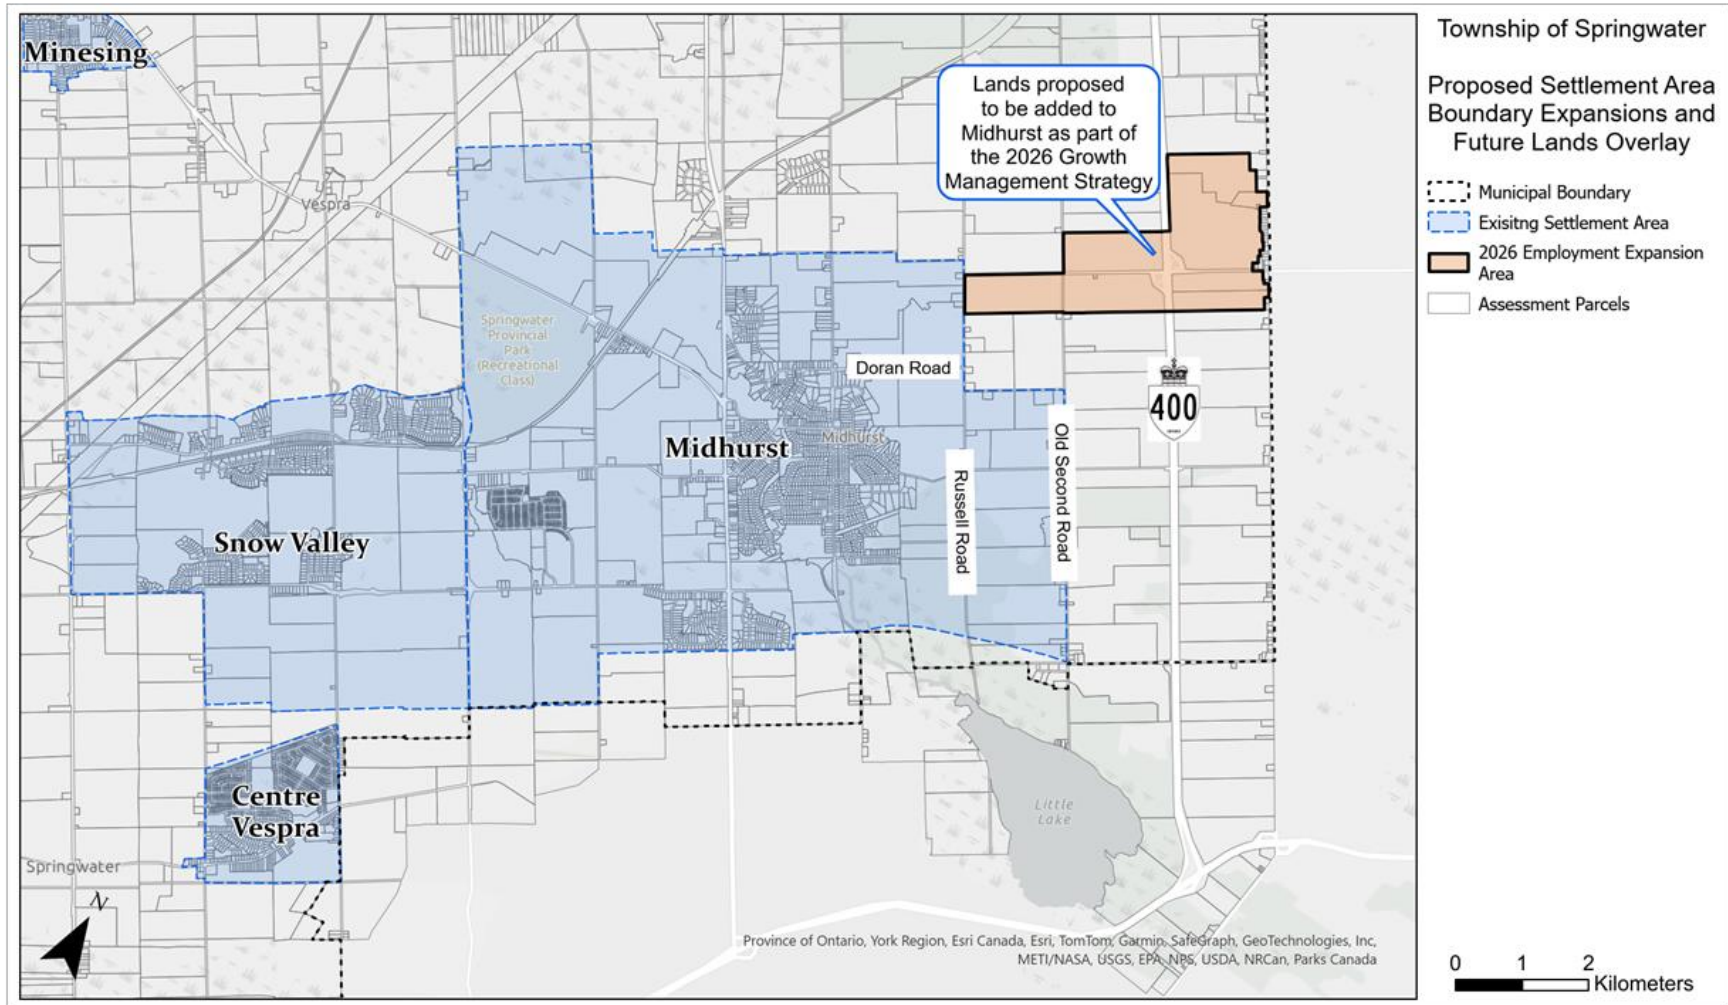 Minesing
Vespra
Lands proposed
to be added to
Midhurst as part of
the 2026 Growth
Management Strategy
Springwater
Provincial
Park
(Recreational
Class)
Doran Road
400
Midhurst
Midhurst
Russell Road
Old Second Road
Snow Valley
Centre
Vespra
Springwater
Little
Lake
N
Province of Ontario, York Region, Esri Canada, Esri, TomTom, Garmin, SafeGraph, GeoTechnologies, Inc,
METI/NASA, USGS, EPA, NPS, USDA, NRCan, Parks Canada
Township of Springwater
Proposed Settlement Area
Boundary Expansions and
Future Lands Overlay
Municipal Boundary
Exisitng Settlement Area
2026 Employment Expansion
Area
Assessment Parcels
0 1 2
Kilometers